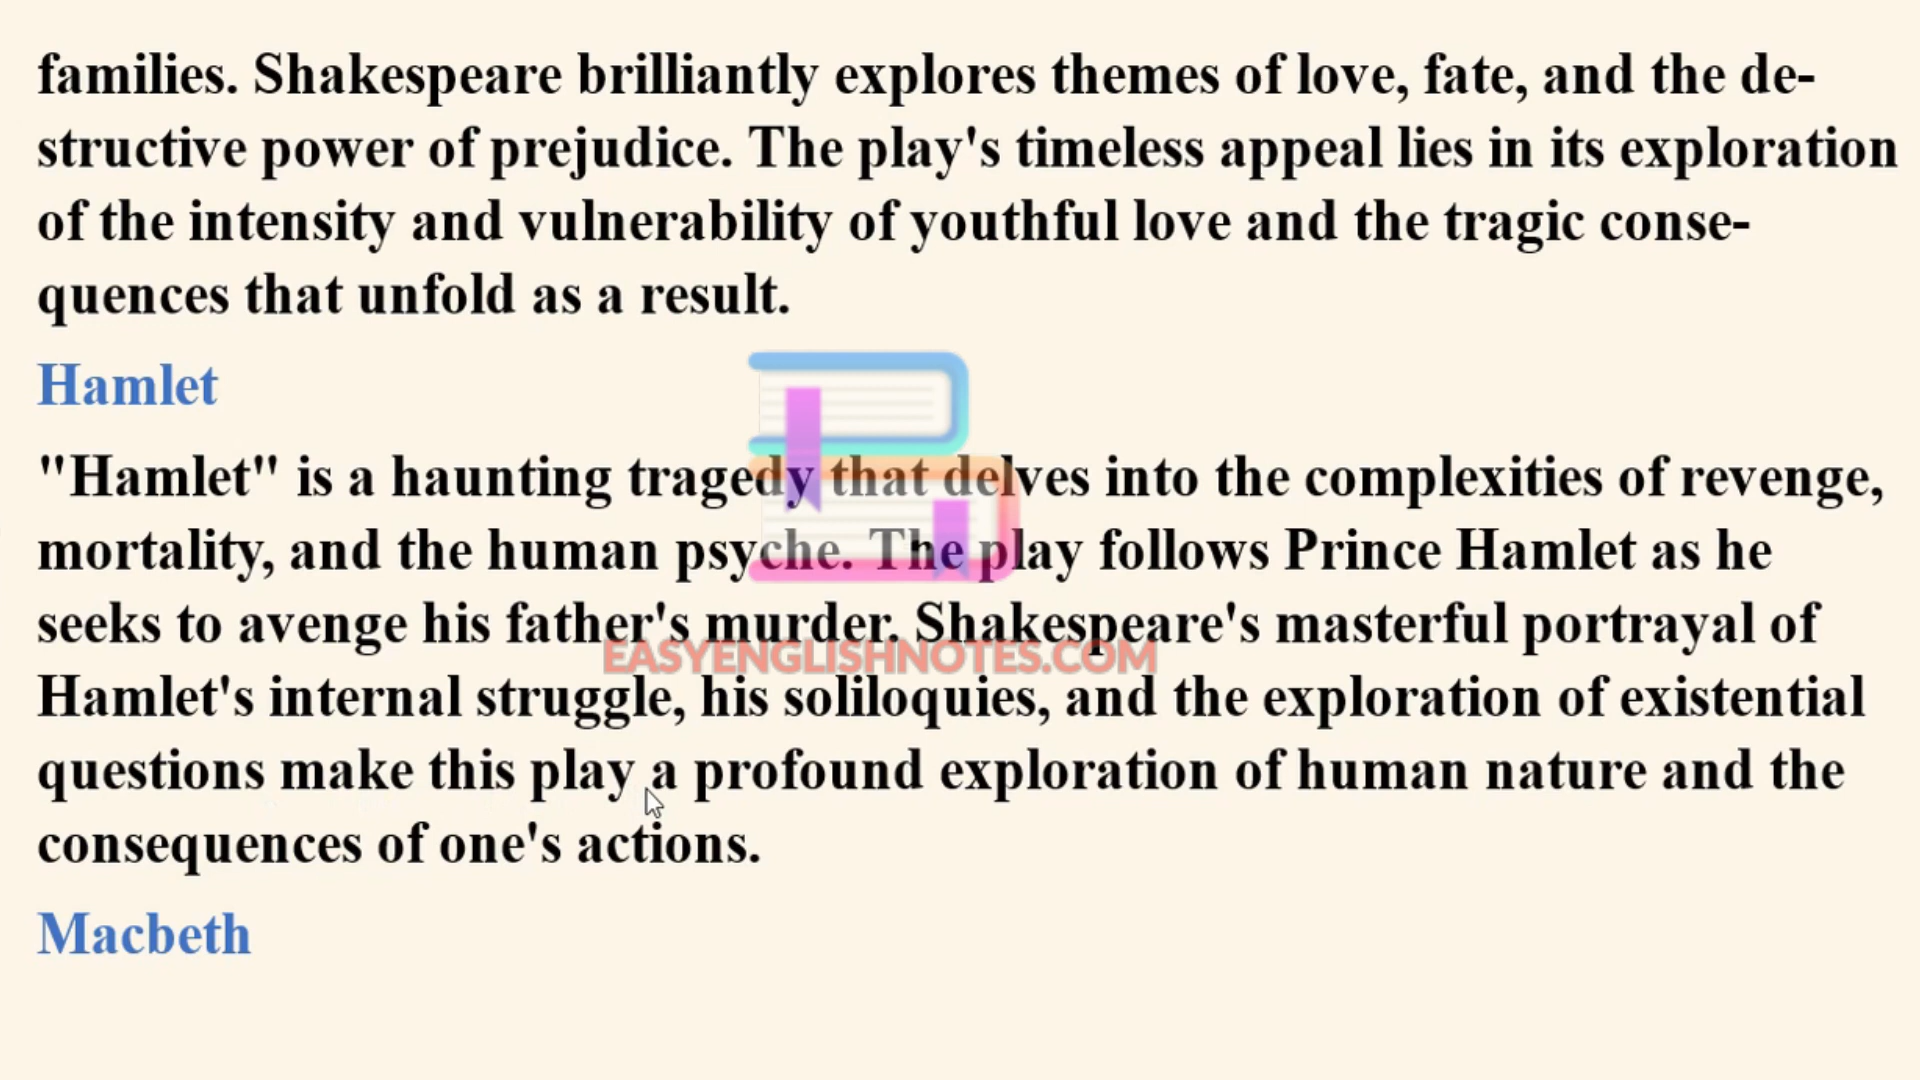 families. Shakespeare brilliantly explores themes of love, fate, and the de-
structive power of prejudice. The play's timeless appeal lies in its exploration
of the intensity and vulnerability of youthful love and the tragic conse-
quences that unfold as a result.
Hamlet
"Hamlet" is a haunting tragedy that delves into the complexities of revenge,
mortality, and the human psyche. The play follows Prince Hamlet as he
seeks to avenge his father's murder. Shakespeare's masterful portrayal of
EASYENGLISHNOTES.COM
Hamlet's internal struggle, his soliloquies, and the exploration of existential
questions make this play a profound exploration of human nature and the
consequences of one's actions.
Macbeth